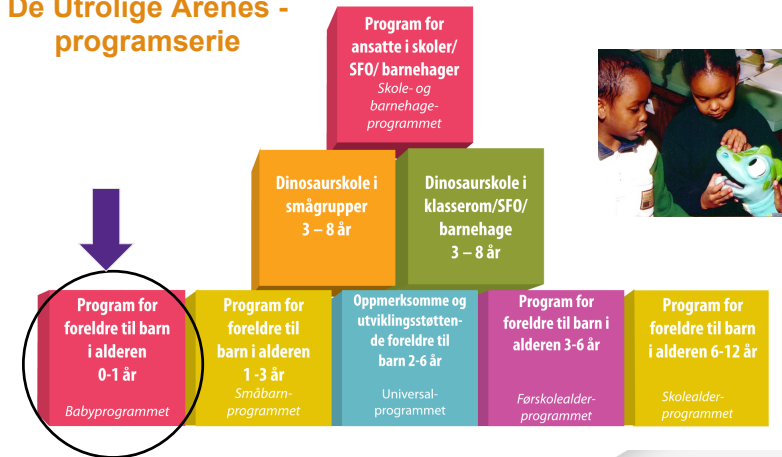 De Utrolige Årenes -
programserie
Program for
ansatte i skoler/
SFO/ barnehager
Skole- og
barnehage-
programmet
Dinosaurskole i
smågrupper
3 – 8 år
Dinosaurskole i
klasserom/SFO/
barnehage
3 – 8 år
Program for
foreldre til barn
i alderen
0-1 år
Babyprogrammet
Program for
foreldre til
barn i alderen
1 -3 år
Småbarn-
programmet
Oppmerksomme og
utviklingsstøtten-
de foreldre til
barn 2-6 år
Universal-
programmet
Program for
foreldre til barn i
alderen 3-6 år
Førskolealder-
programmet
Program for
foreldre til barn
i alderen 6-12 år
Skolealder-
programmet